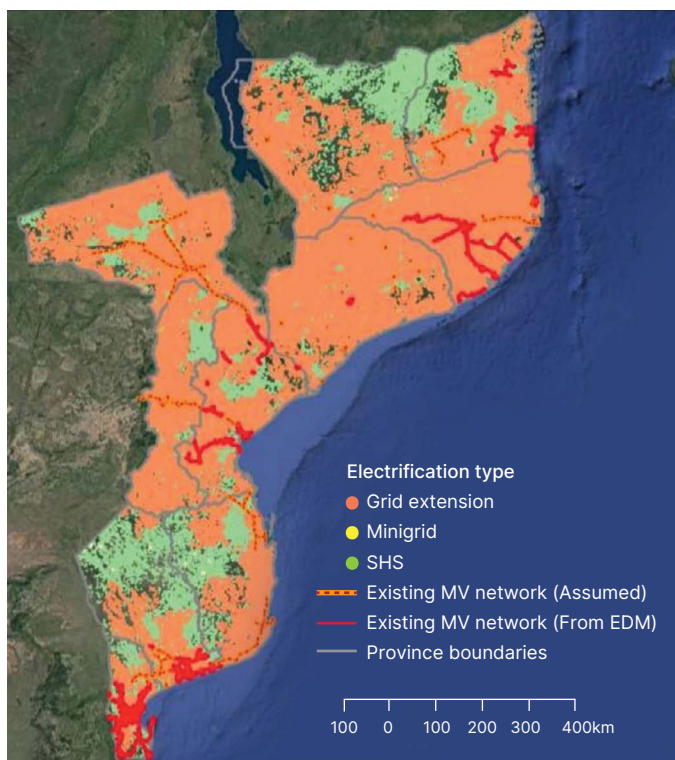 Electrification type
Grid extension
Minigrid
SHS
Existing MV network (Assumed)
Existing MV network (From EDM)
Province boundaries
100 0 100 200 300 400km